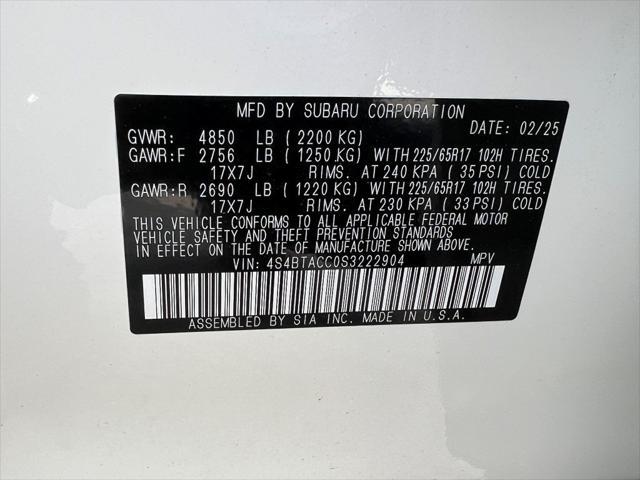 MFD BY SUBARU CORPORATION
DATE: 02/25
GVWR: 4850 LB (2200 KG)
GAWR:F 2756 LB (1250 KG) WITH 225/65R17 102H TIRES.
17X7J RIMS. AT 240 KPA (35 PSI) COLD
GAWR:R 2690 LB (1220 KG) WITH 225/65R17 102H TIRES.
17X7J RIMS. AT 230 KPA (33 PSI) COLD
THIS VEHICLE CONFORMS TO ALL APPLICABLE FEDERAL MOTOR
VEHICLE SAFETY AND THEFT PREVENTION STANDARDS
IN EFFECT ON THE DATE OF MANUFACTURE SHOWN ABOVE.
VIN: 4S4BTACC0S3222904 MPV
ASSEMBLED BY SIA INC. MADE IN U.S.A.